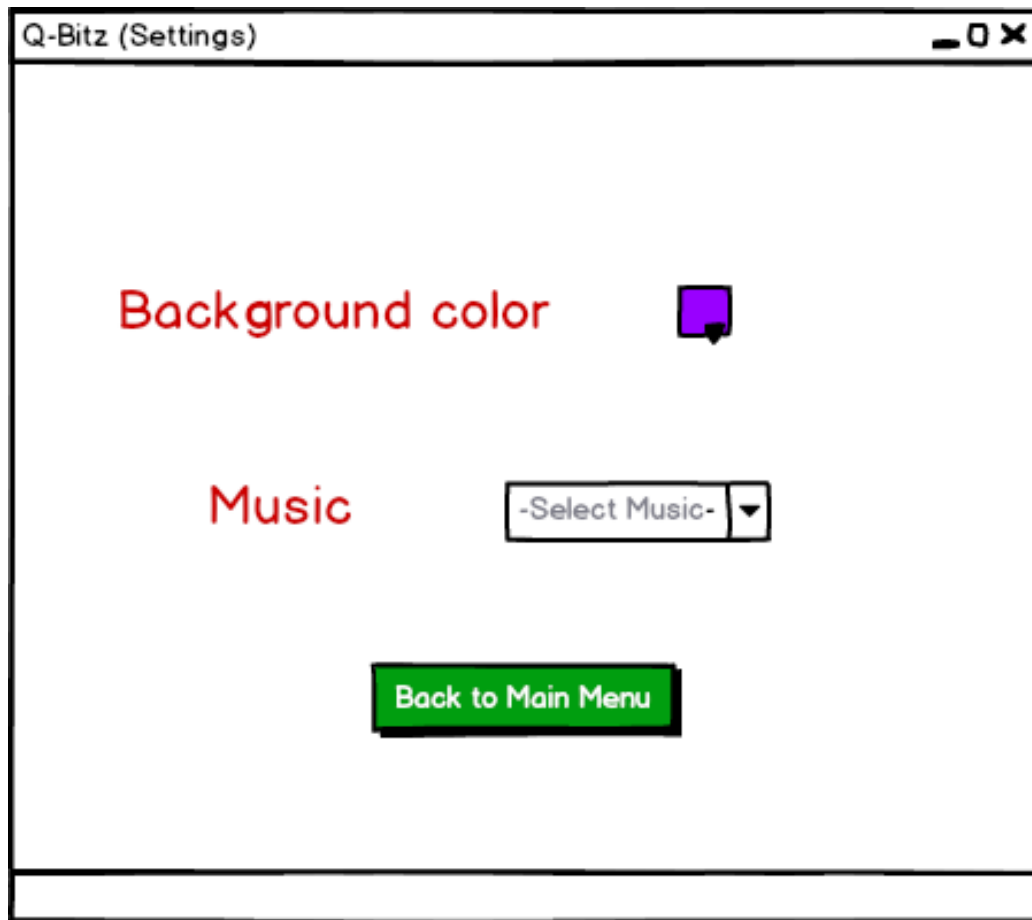 Q-Bitz (Settings)
Background color
Music
-Select Music-
Back to Main Menu